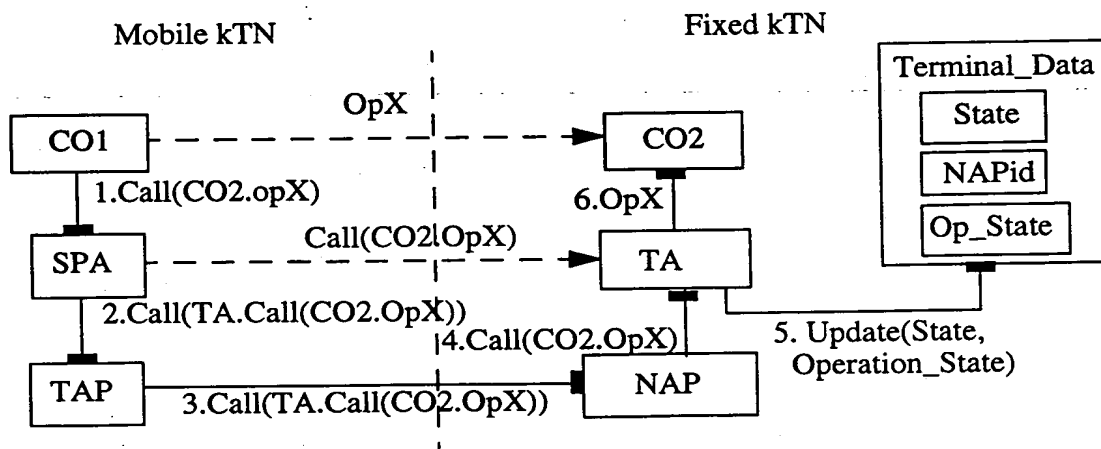 Mobile kTN
Fixed kTN
Terminal_Data
State
NAPid
Op_State
OpX
CO1
CO2
1.Call(CO2.opX)
6.OpX
Call(CO2.OpX)
SPA
TA
2.Call(TA.Call(CO2.OpX))
4.Call(CO2.OpX)
5. Update(State,
Operation_State)
TAP
NAP
3.Call(TA.Call(CO2.OpX))